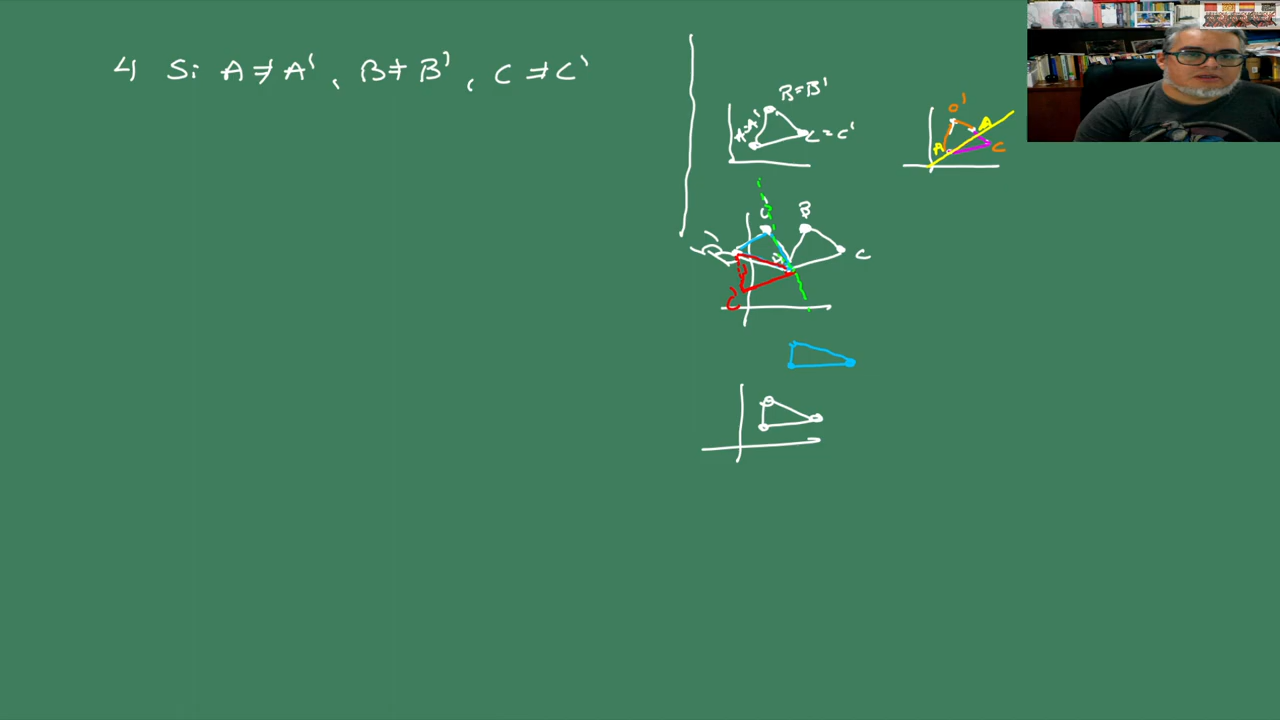 4) Si A ≠ A', B ≠ B', C ≠ C'
B = B'
A = A'
C = C'
A
C
B
C